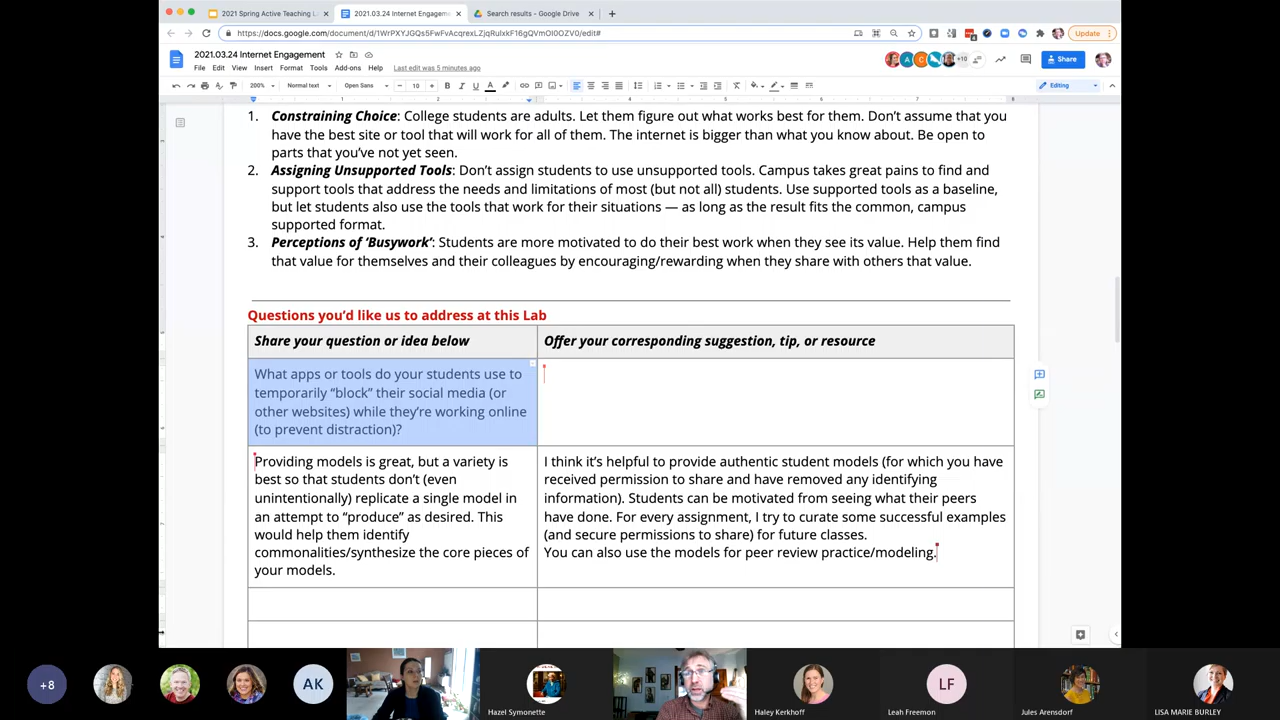 2021 Spring Active Teaching L
2021.03.24 Internet Engagem
Search results - Google Drive
https://docs.google.com/document/d/1WrPXYJGQs5FwFvAcqrexLZjqRulxkF16gQVmOI0OZV0/edit#
Update
2021.03.24 Internet Engagement
File Edit View Insert Format Tools Add-ons Help Last edit was 5 minutes ago
+10
Share
200% Normal text Open Sans 10
Editing
1. Constraining Choice: College students are adults. Let them figure out what works best for them. Don't assume that you
have the best site or tool that will work for all of them. The internet is bigger than what you know about. Be open to
parts that you've not yet seen.
2. Assigning Unsupported Tools: Don't assign students to use unsupported tools. Campus takes great pains to find and
support tools that address the needs and limitations of most (but not all) students. Use supported tools as a baseline,
but let students also use the tools that work for their situations — as long as the result fits the common, campus
supported format.
3. Perceptions of 'Busywork': Students are more motivated to do their best work when they see its value. Help them find
that value for themselves and their colleagues by encouraging/rewarding when they share with others that value.
Questions you'd like us to address at this Lab
Share your question or idea below
Offer your corresponding suggestion, tip, or resource
What apps or tools do your students use to
temporarily "block" their social media (or
other websites) while they're working online
(to prevent distraction)?
Providing models is great, but a variety is
best so that students don't (even
unintentionally) replicate a single model in
an attempt to "produce" as desired. This
would help them identify
commonalities/synthesize the core pieces of
your models.
I think it's helpful to provide authentic student models (for which you have
received permission to share and have removed any identifying
information). Students can be motivated from seeing what their peers
have done. For every assignment, I try to curate some successful examples
(and secure permissions to share) for future classes.
You can also use the models for peer review practice/modeling.
+8
AK
LF
Hazel Symonette
Haley Kerkhoff
Leah Freemon
Jules Arensdorf
LISA MARIE BURLEY